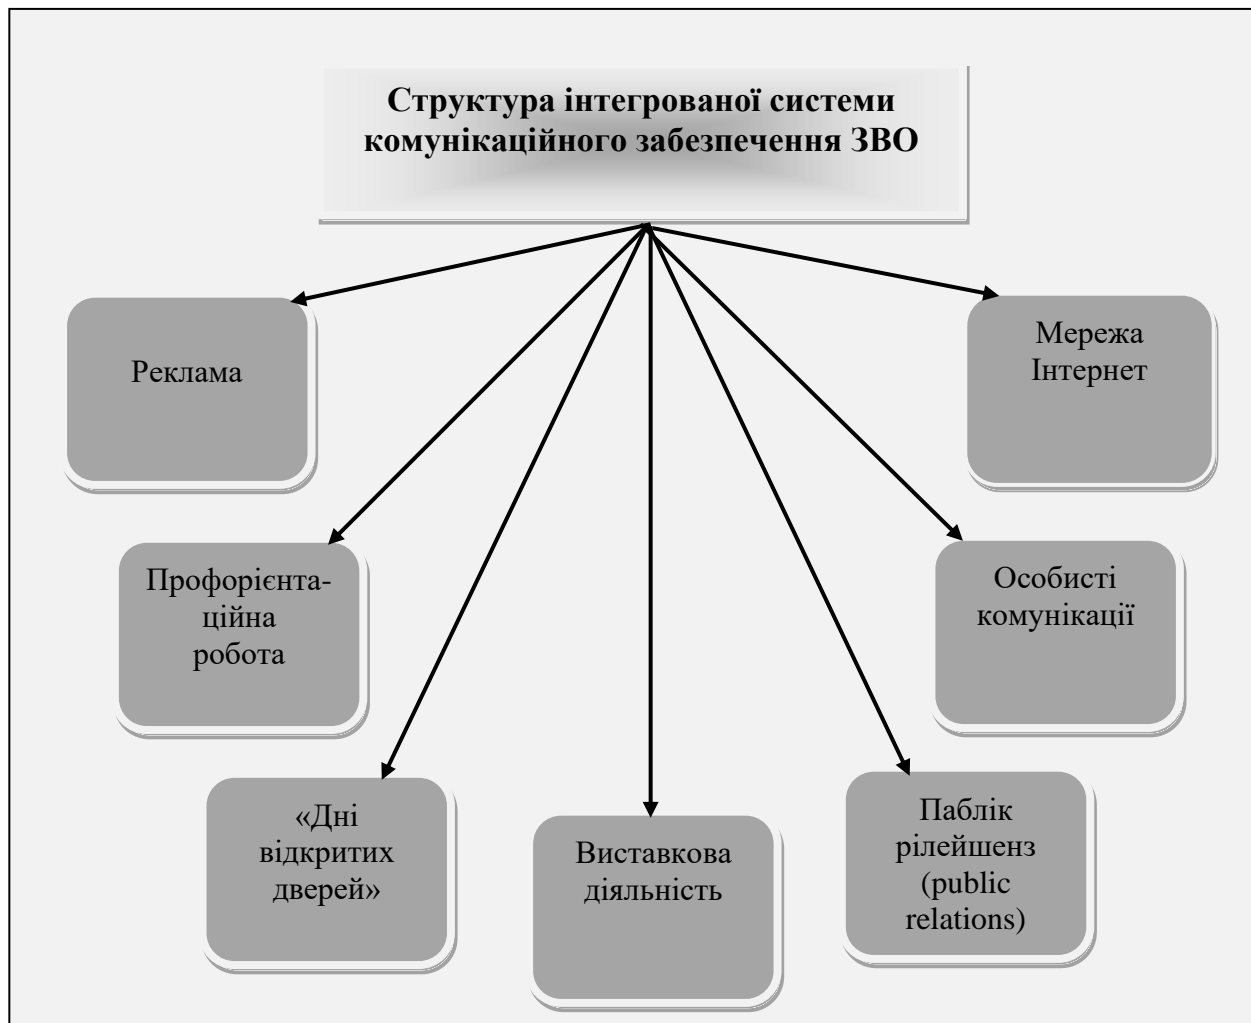 Структура інтегрованої системи
комунікаційного забезпечення ЗВО
Реклама
Мережа
Інтернет
Профорієнта-
ційна
робота
Особисті
комунікації
«Дні
відкритих
дверей»
Виставкова
діяльність
Паблік
рілейшенз
(public
relations)